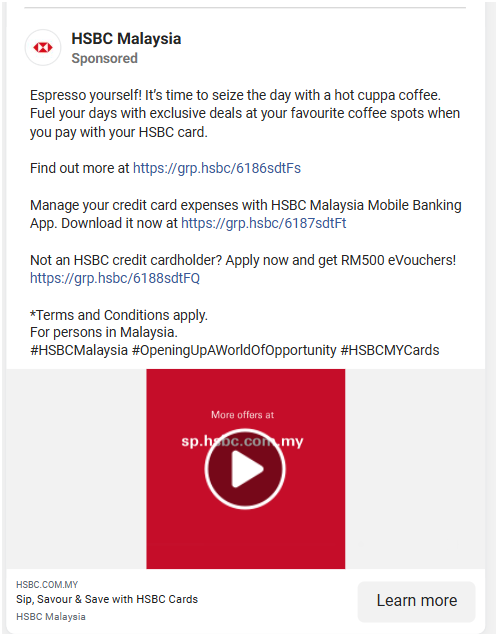 HSBC Malaysia
Sponsored
Espresso yourself! It's time to seize the day with a hot cuppa coffee.
Fuel your days with exclusive deals at your favourite coffee spots when
you pay with your HSBC card.
Find out more at https://grp.hsbc/6186sdtFs
Manage your credit card expenses with HSBC Malaysia Mobile Banking
App. Download it now at https://grp.hsbc/6187sdtFt
Not an HSBC credit cardholder? Apply now and get RM500 eVouchers!
https://grp.hsbc/6188sdtFQ
*Terms and Conditions apply.
For persons in Malaysia.
#HSBCMalaysia #OpeningUpAWorldOfOpportunity #HSBCMYCards
More offers at
sp.hsbc.com.my
HSBC.COM.MY
Sip, Savour & Save with HSBC Cards
HSBC Malaysia
Learn more